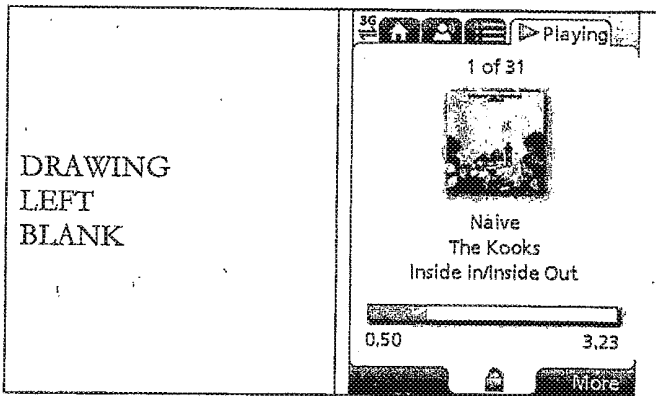 DRAWING
LEFT
BLANK
3G
Playing
1 of 31
Naive
The Kooks
Inside In/Inside Out
0,50 3,23
More